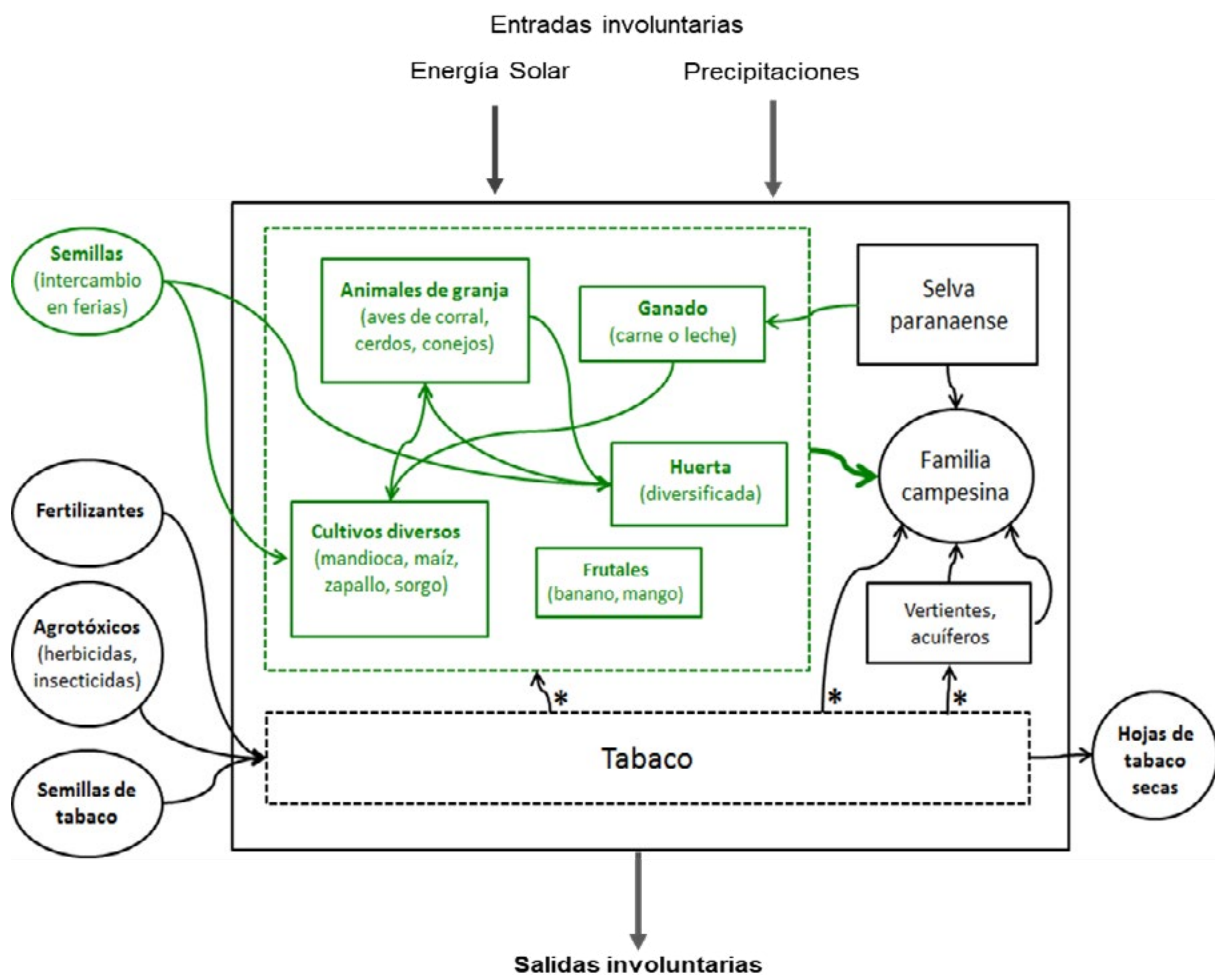 Entradas involuntarias
Energía Solar
Precipitaciones
Semillas
(intercambio
en ferias)
Animales de granja
(aves de corral,
cerdos, conejos)
Ganado
(carne o leche)
Selva
paranaense
Huerta
(diversificada)
Familia
campesina
Fertilizantes
Cultivos diversos
(mandioca, maíz,
zapallo, sorgo)
Frutales
(banano, mango)
Agrotóxicos
(herbicidas,
insecticidas)
Vertientes,
acuíferos
*
*
*
Tabaco
Semillas de
tabaco
Hojas de
tabaco
secas
Salidas involuntarias